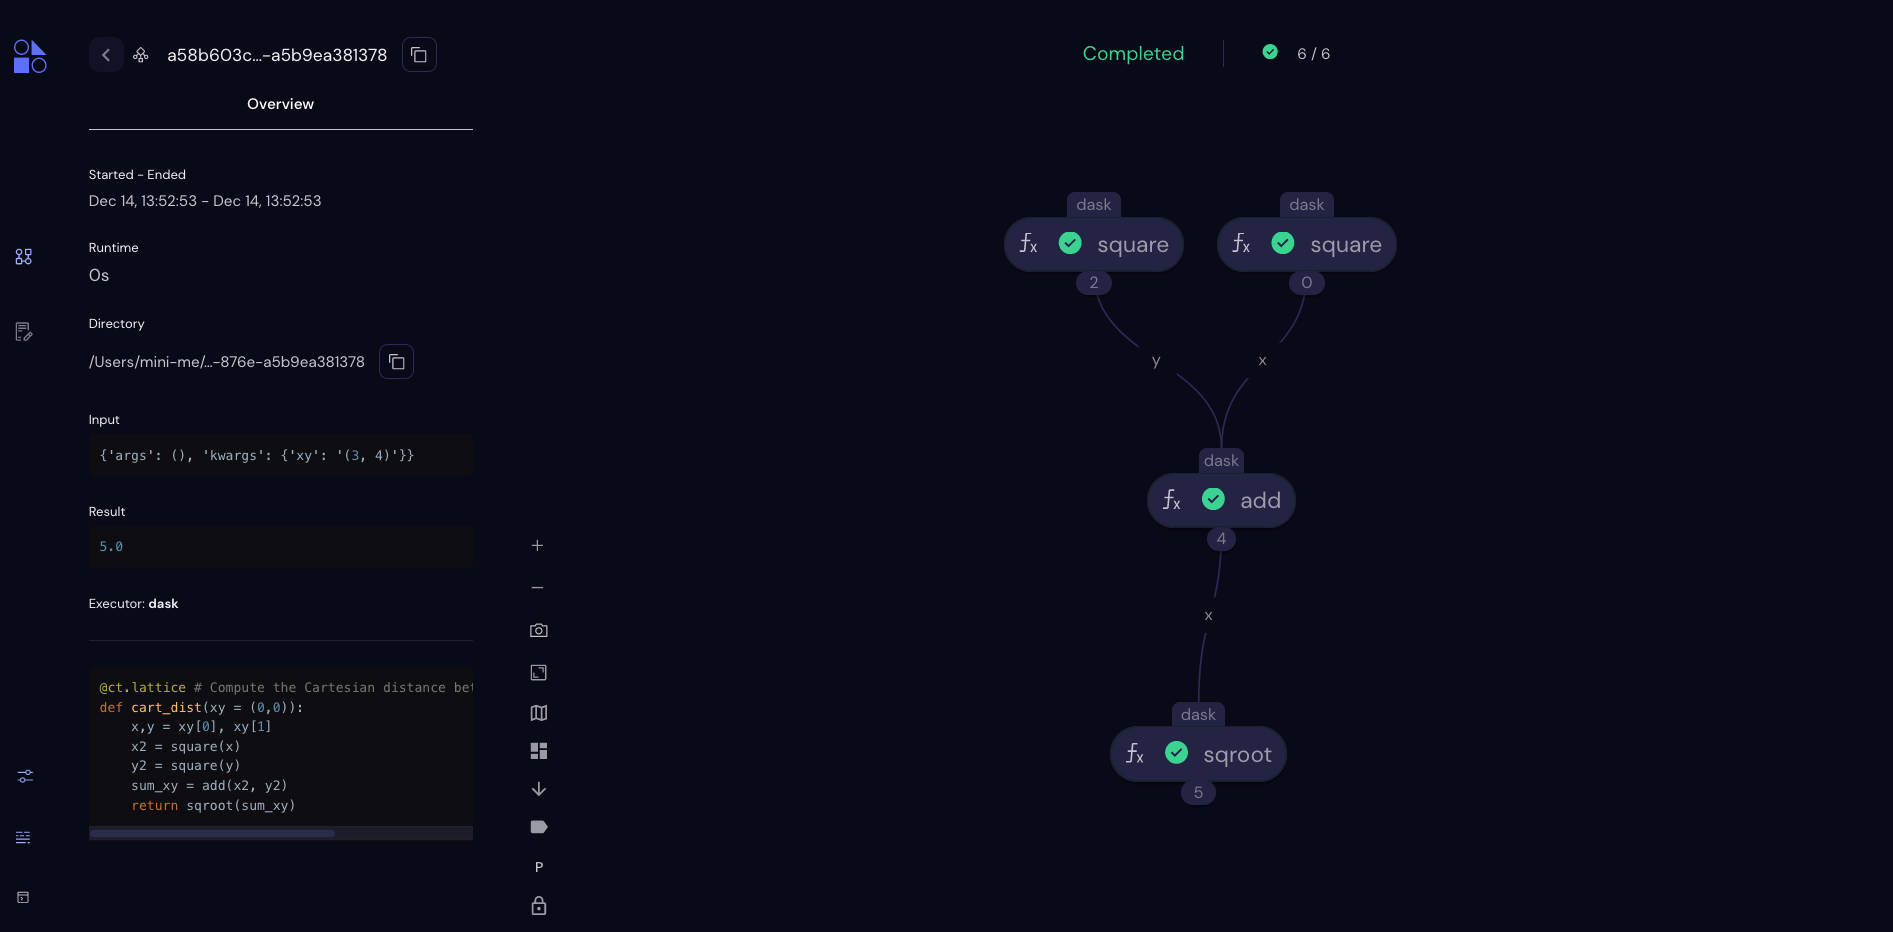 a58b603c...-a5b9ea381378
Completed
6 / 6
Overview
Started - Ended
Dec 14, 13:52:53 - Dec 14, 13:52:53
Runtime
0s
Directory
/Users/mini-me/...-876e-a5b9ea381378
Input
{'args': (), 'kwargs': {'xy': '(3, 4)'}}
Result
5.0
Executor: dask
@ct.lattice # Compute the Cartesian distance bet
def cart_dist(xy = (0,0)):
    x,y = xy[0], xy[1]
    x2 = square(x)
    y2 = square(y)
    sum_xy = add(x2, y2)
    return sqroot(sum_xy)
P
dask
fx square
2
dask
fx square
0
y
x
dask
fx add
4
x
dask
fx sqroot
5